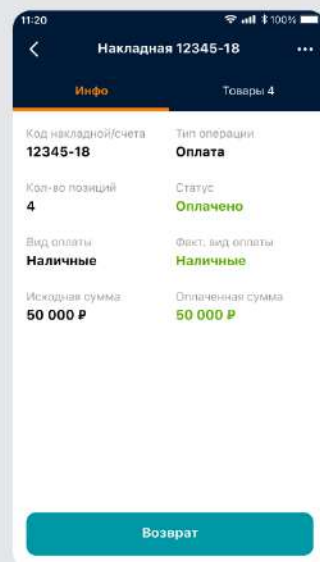 11:20 100%
Накладная 12345-18
Инфо Товары 4
Код накладной/счета Тип операции
12345-18 Оплата
Кол-во позиций Статус
4 Оплачено
Вид оплаты Факт. вид оплаты
Наличные Наличные
Исходная сумма Оплаченная сумма
50 000 ₽ 50 000 ₽
Возврат